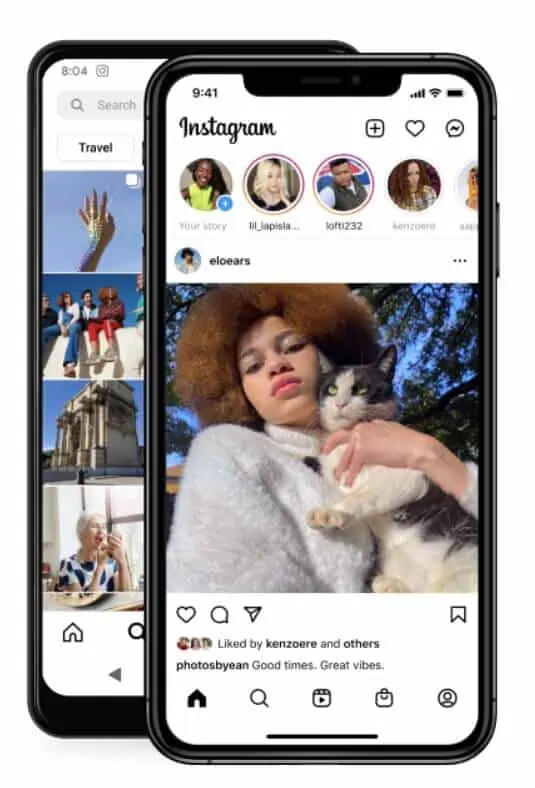 8:04
Search
Travel
9:41
Instagram
Your story
lil_lapisla...
lofti232
kenzoere
eloears
Liked by kenzoere and others
photosbyean Good times. Great vibes.